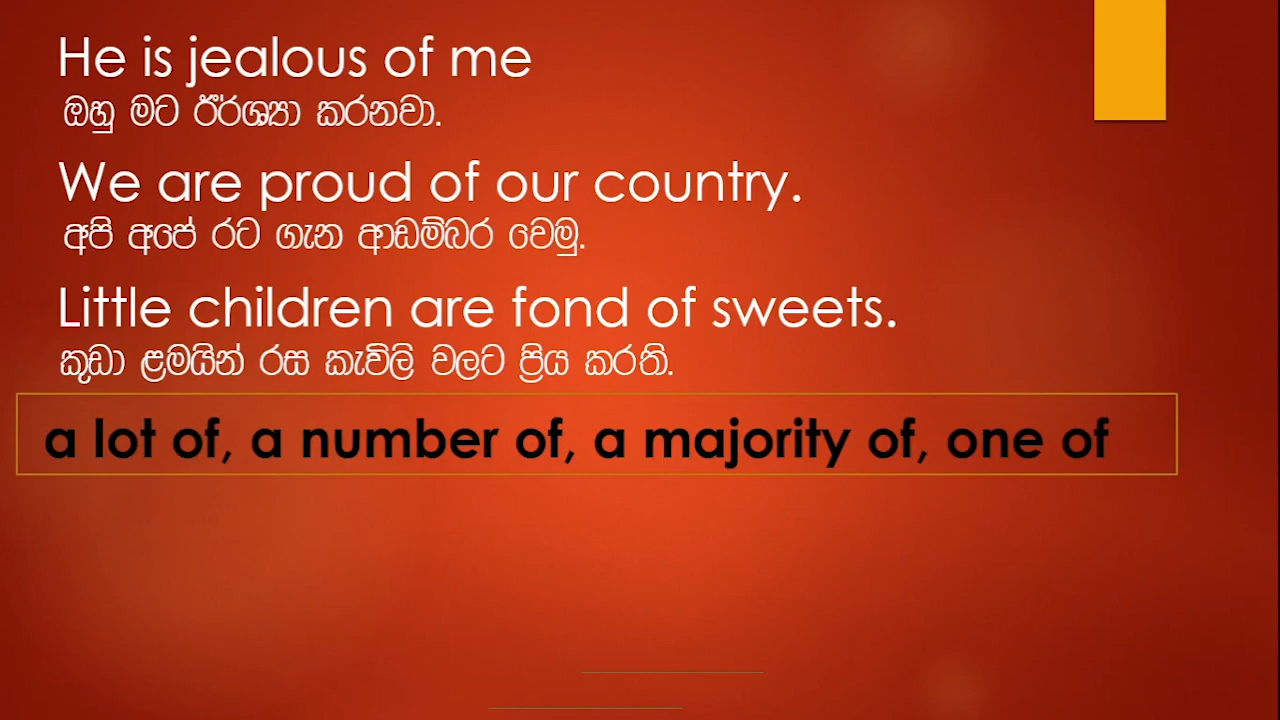 He is jealous of me
ඔහු මට ඊර්ශ්‍යා කරනවා.
We are proud of our country.
අපි අපේ රට ගැන ආඩම්බර වෙමු.
Little children are fond of sweets.
කුඩා ළමයින් රස කැවිලි වලට ප්‍රිය කරති.
a lot of, a number of, a majority of, one of